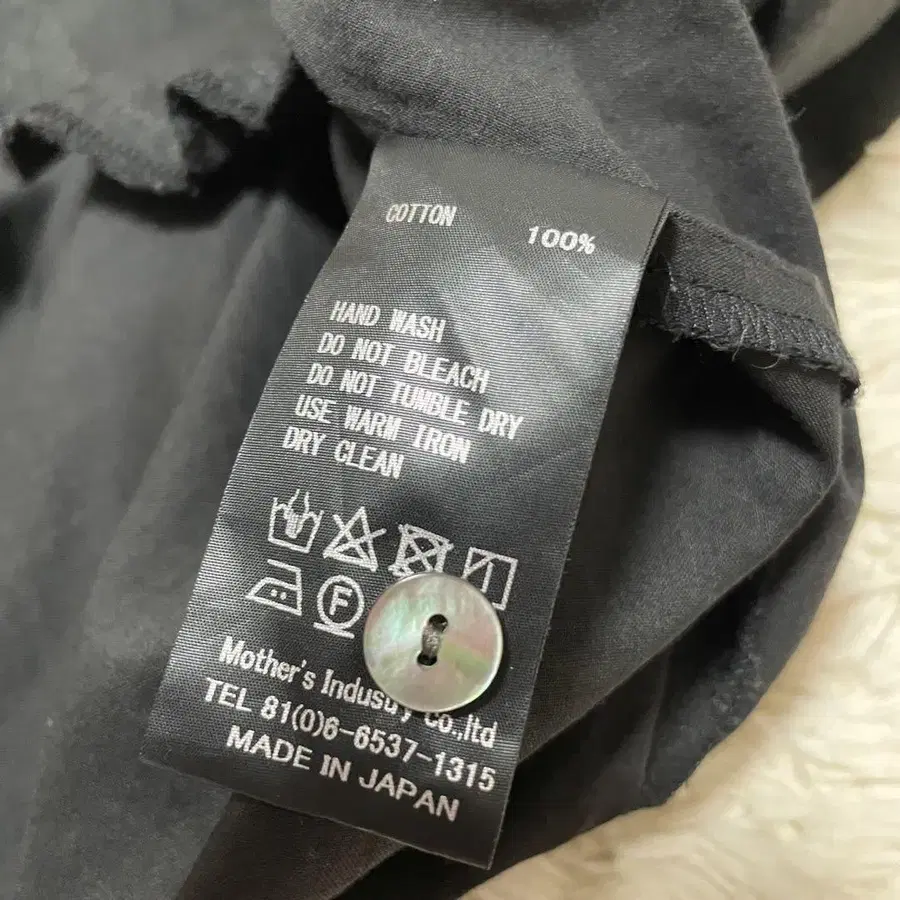 COTTON 100%
HAND WASH
DO NOT BLEACH
DO NOT TUMBLE DRY
USE WARM IRON
DRY CLEAN
F
Mother's Industry co.,ltd
TEL 81(0)6-6537-1315
MADE IN JAPAN